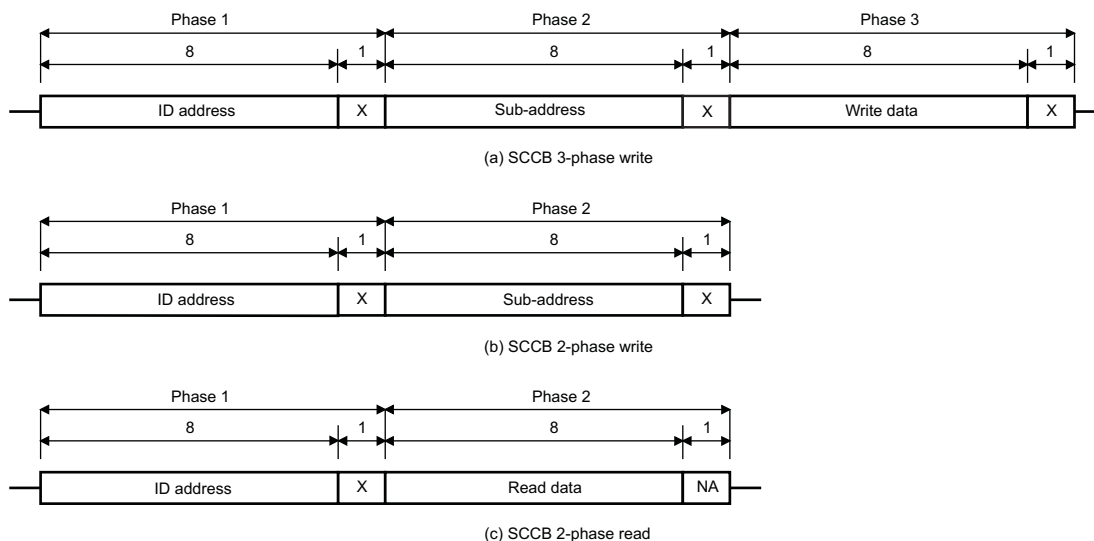 Phase 1 Phase 2 Phase 3
8 1 8 1 8 1
ID address X Sub-address X Write data X
(a) SCCB 3-phase write
Phase 1 Phase 2
8 1 8 1
ID address X Sub-address X
(b) SCCB 2-phase write
Phase 1 Phase 2
8 1 8 1
ID address X Read data NA
(c) SCCB 2-phase read